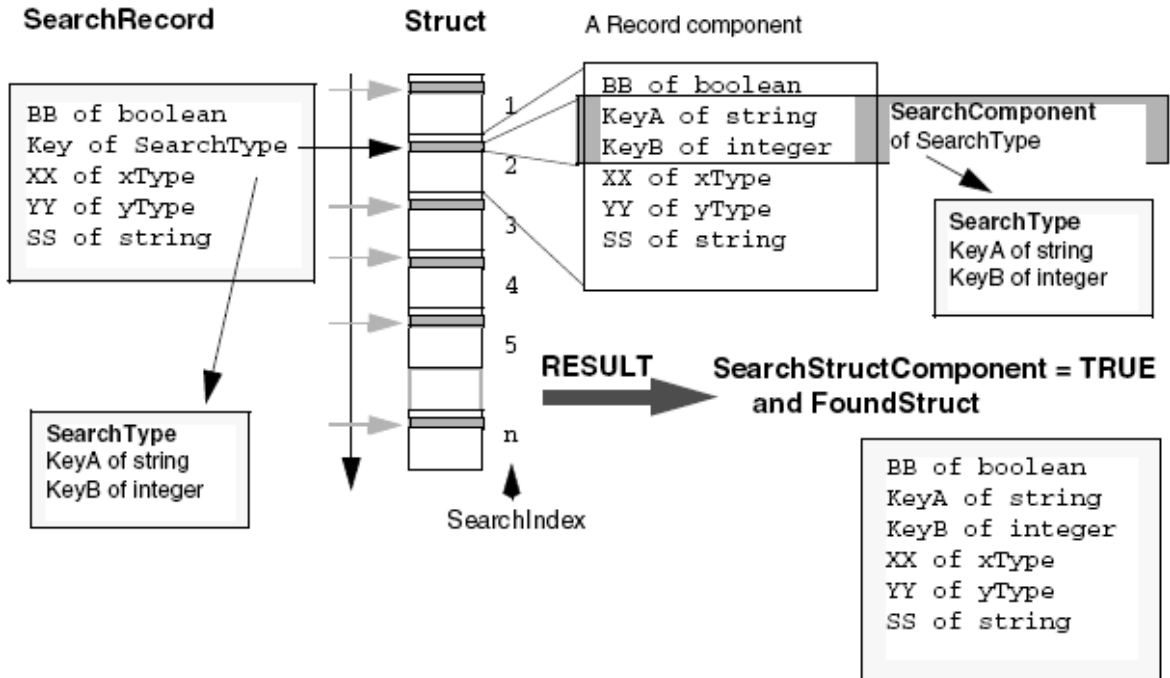 SearchRecord
BB of boolean
Key of SearchType
XX of xType
YY of yType
SS of string
SearchType
KeyA of string
KeyB of integer
Struct
1
2
3
4
5
n
SearchIndex
A Record component
BB of boolean
KeyA of string
KeyB of integer
XX of xType
YY of yType
SS of string
SearchComponent
of SearchType
SearchType
KeyA of string
KeyB of integer
RESULT
SearchStructComponent = TRUE
and FoundStruct
BB of boolean
KeyA of string
KeyB of integer
XX of xType
YY of yType
SS of string